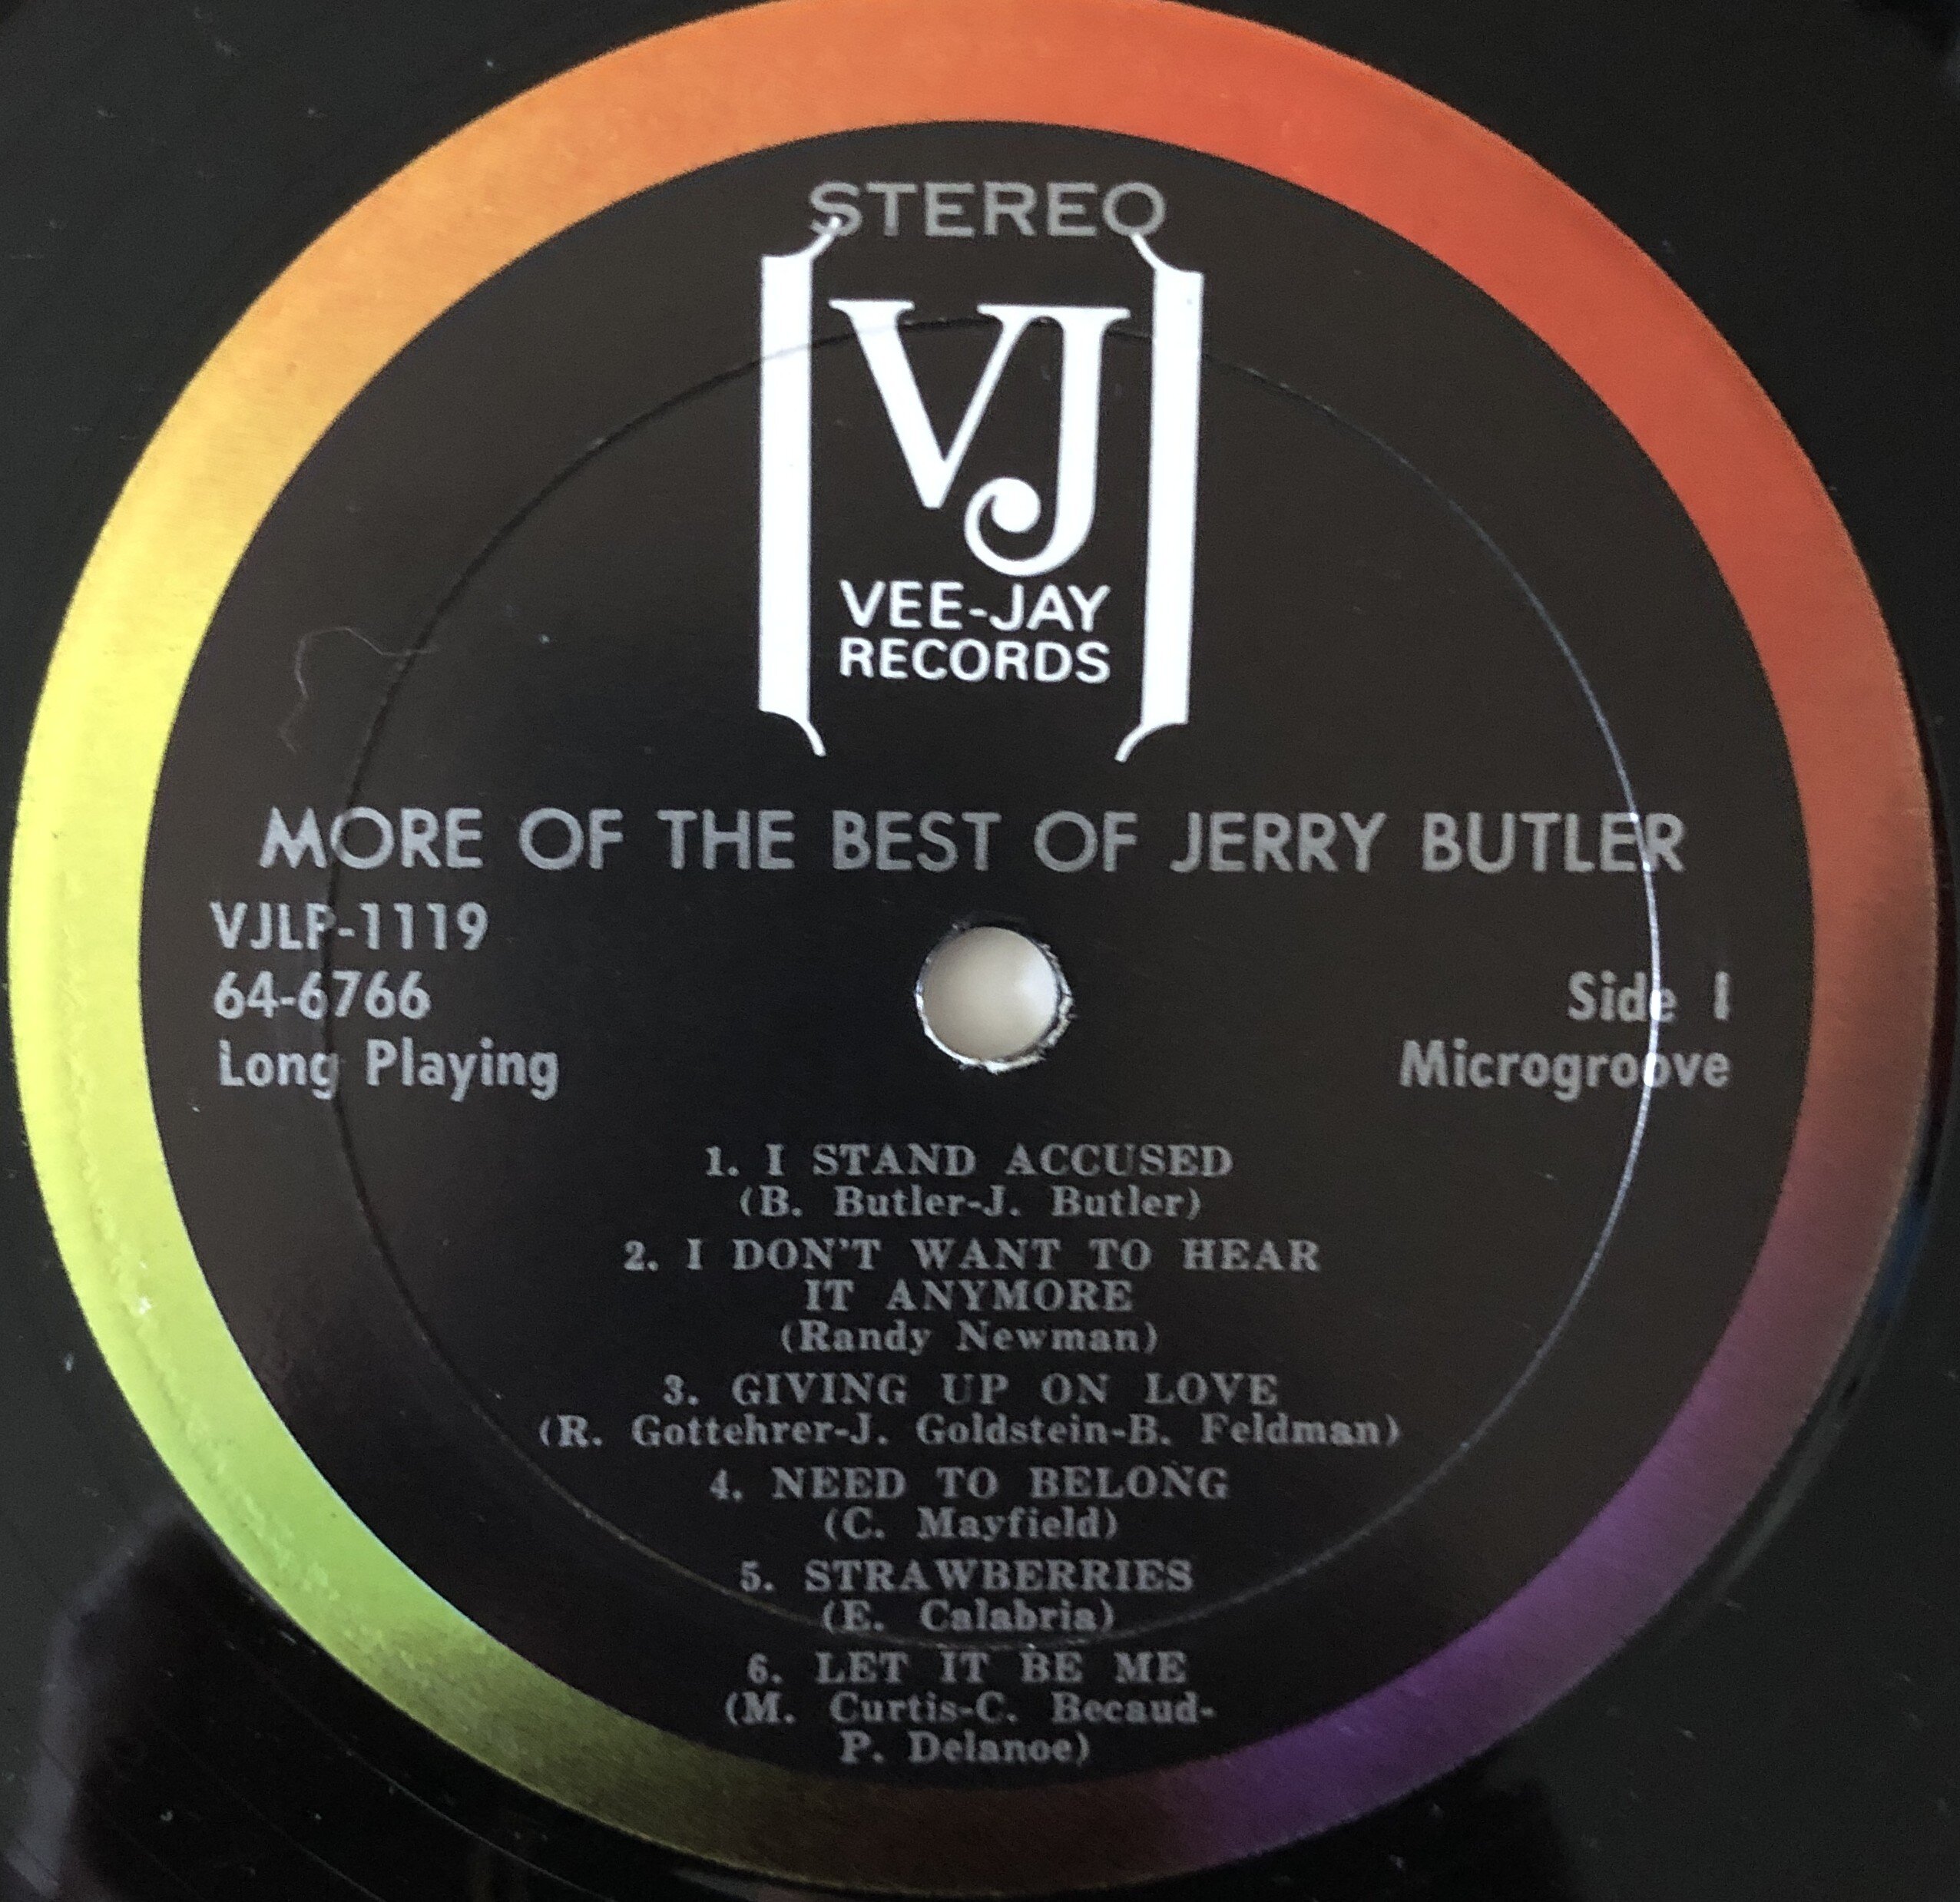 STEREO
VJ
VEE-JAY
RECORDS
MORE OF THE BEST OF JERRY BUTLER
VJLP-1119
64-6766
Long Playing
Side 1
Microgroove
1. I STAND ACCUSED
(B. Butler-J. Butler)
2. I DON'T WANT TO HEAR
IT ANYMORE
(Randy Newman)
3. GIVING UP ON LOVE
(R. Gottehrer-J. Goldstein-B. Feldman)
4. NEED TO BELONG
(C. Mayfield)
5. STRAWBERRIES
(E. Calabria)
6. LET IT BE ME
(M. Curtis-C. Becaud-
P. Delanoe)